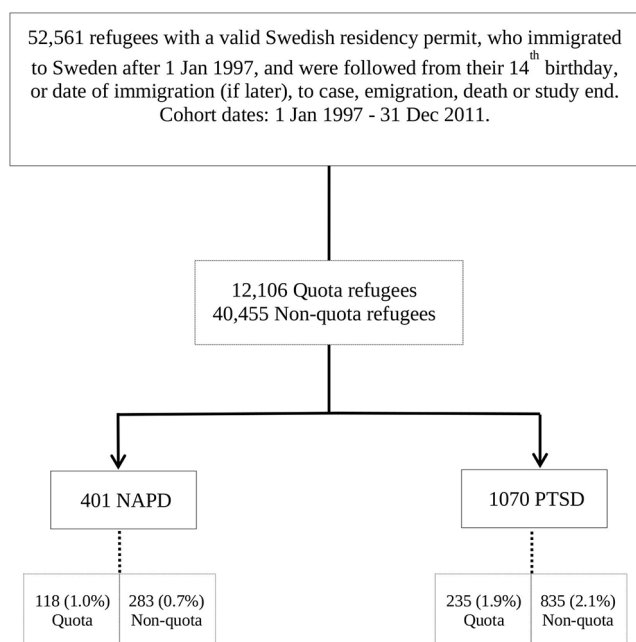 52,561 refugees with a valid Swedish residency permit, who immigrated
to Sweden after 1 Jan 1997, and were followed from their 14th birthday,
or date of immigration (if later), to case, emigration, death or study end.
Cohort dates: 1 Jan 1997 - 31 Dec 2011.
12,106 Quota refugees
40,455 Non-quota refugees
401 NAPD
1070 PTSD
118 (1.0%)
Quota
283 (0.7%)
Non-quota
235 (1.9%)
Quota
835 (2.1%)
Non-quota